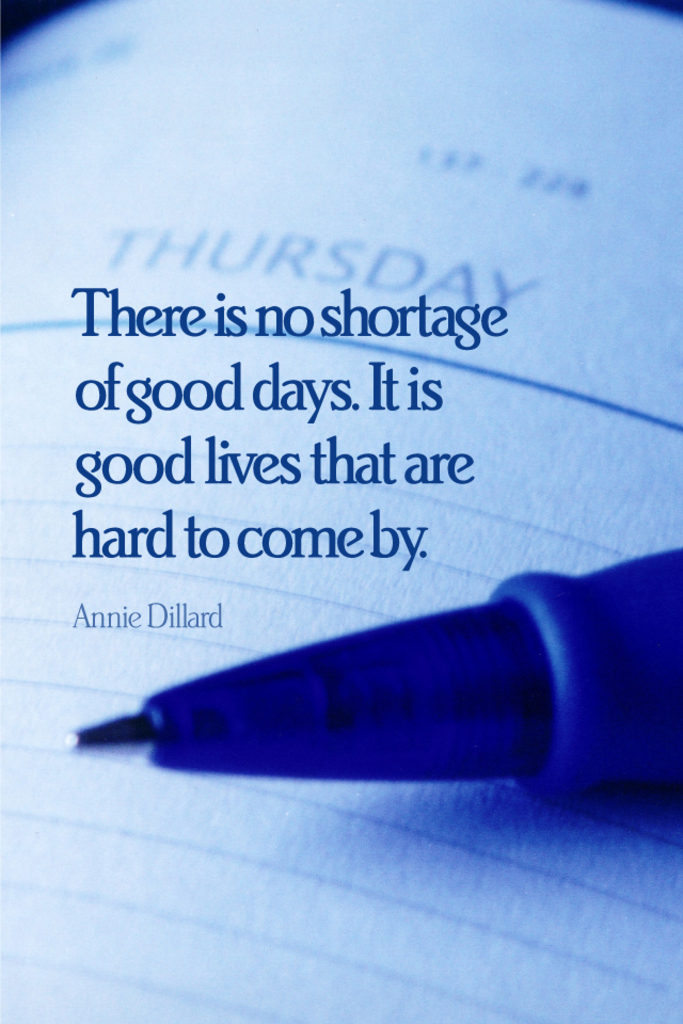 THURSDAY
There is no shortage
of good days. It is
good lives that are
hard to come by.
Annie Dillard